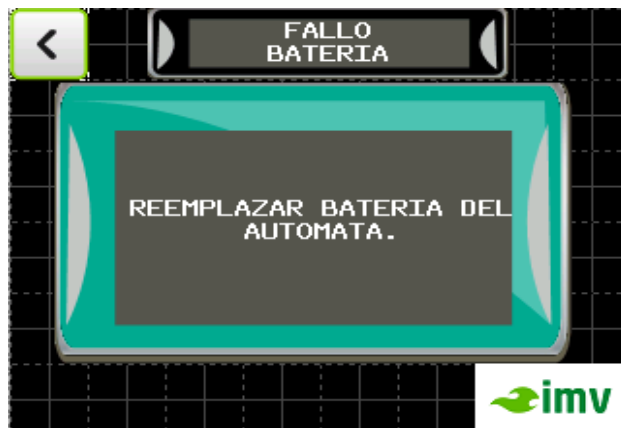 FALLO
BATERIA
REEMPLAZAR BATERIA DEL
AUTOMATA.
imv